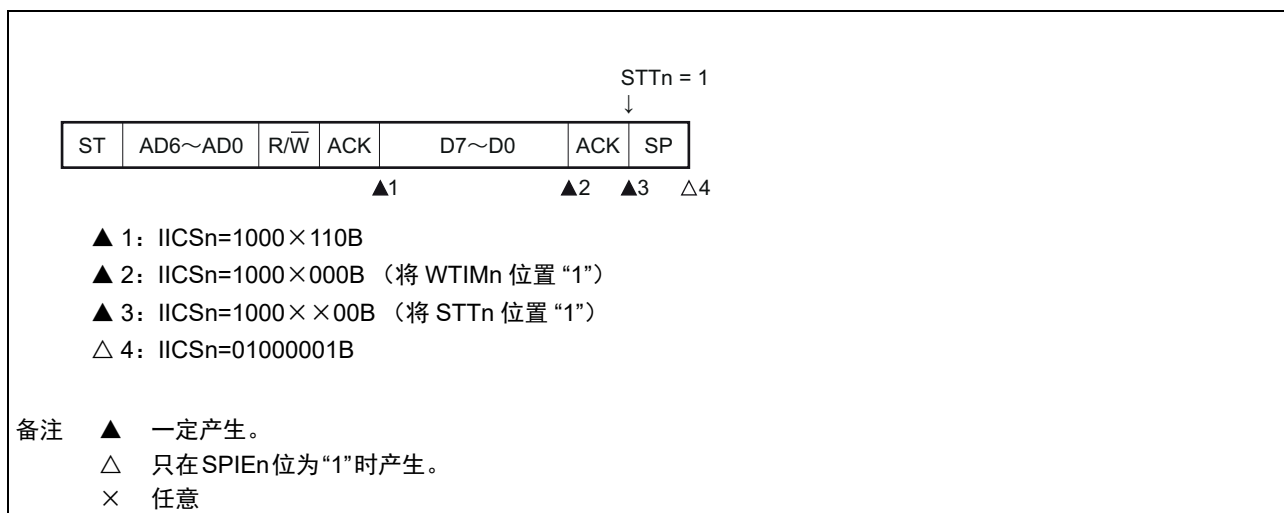 STTn = 1
↓
ST AD6～AD0 R/W̅ ACK D7～D0 ACK SP
▲1 ▲2 ▲3 △4
▲ 1：IICSn=1000×110B
▲ 2：IICSn=1000×000B （将 WTIMn 位置 “1”）
▲ 3：IICSn=1000××00B （将 STTn 位置 “1”）
△ 4：IICSn=01000001B
备注 ▲ 一定产生。
△ 只在SPIEn位为“1”时产生。
× 任意